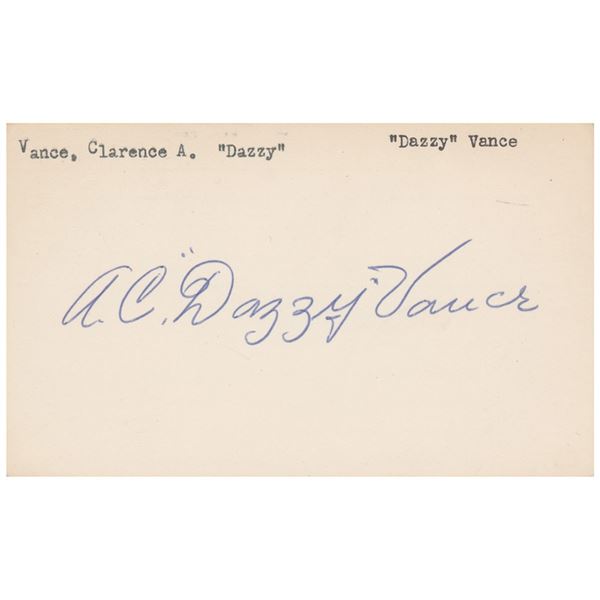 Vance, Clarence A. "Dazzy"
"Dazzy" Vance
A.C. "Dazzy" Vance